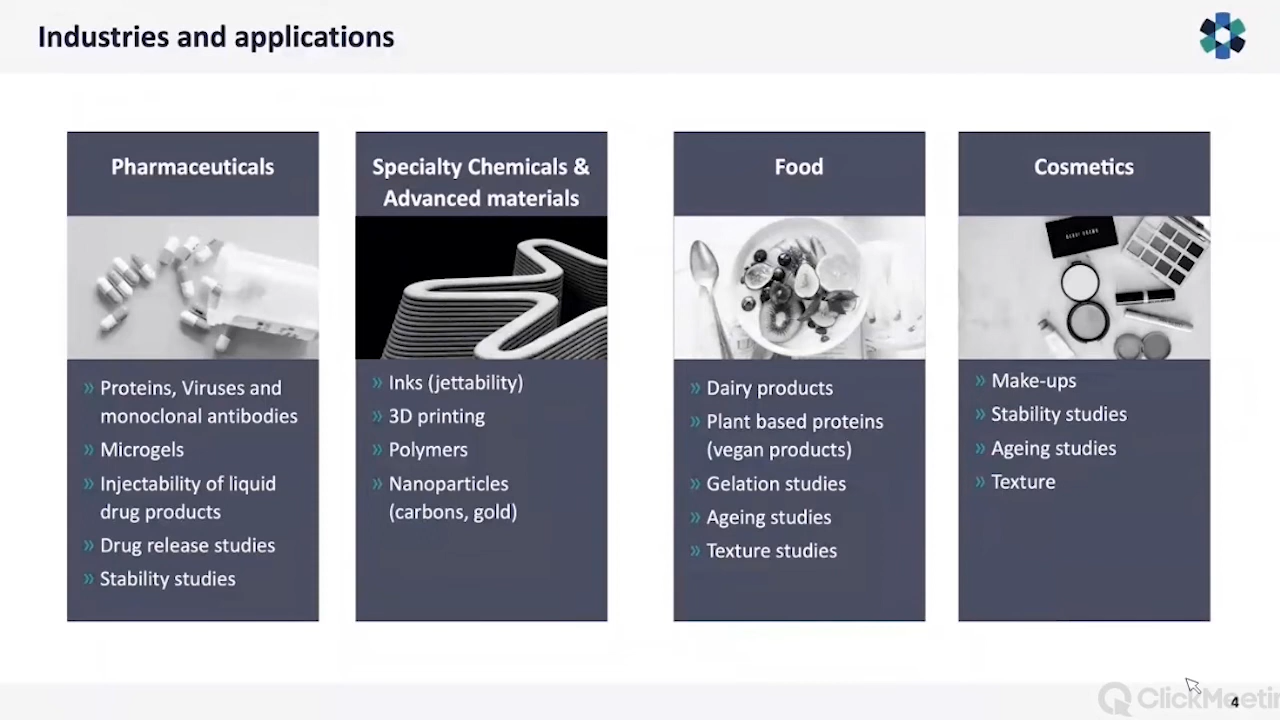 Industries and applications
Pharmaceuticals
» Proteins, Viruses and
monoclonal antibodies
» Microgels
» Injectability of liquid
drug products
» Drug release studies
» Stability studies
Specialty Chemicals &
Advanced materials
» Inks (jettability)
» 3D printing
» Polymers
» Nanoparticles
(carbons, gold)
Food
» Dairy products
» Plant based proteins
(vegan products)
» Gelation studies
» Ageing studies
» Texture studies
Cosmetics
» Make-ups
» Stability studies
» Ageing studies
» Texture
ClickMeetin
4